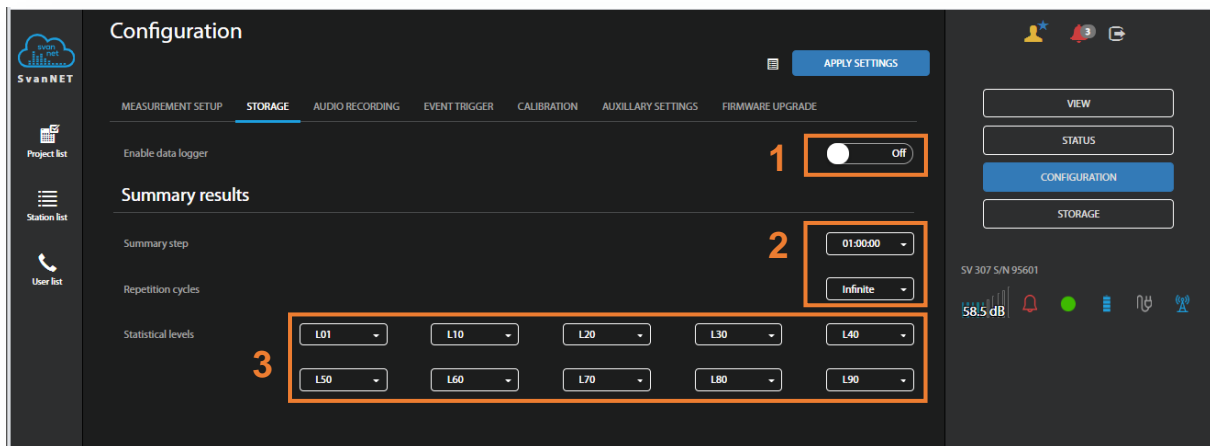 svan
net
SvanNET
Project list
Station list
User list
Configuration
APPLY SETTINGS
MEASUREMENT SETUP STORAGE AUDIO RECORDING EVENT TRIGGER CALIBRATION AUXILLARY SETTINGS FIRMWARE UPGRADE
Enable data logger 1 Off
Summary results
Summary step 2 01:00:00
Repetition cycles Infinite
Statistical levels L01 L10 L20 L30 L40
3 L50 L60 L70 L80 L90
3
VIEW
STATUS
CONFIGURATION
STORAGE
SV 307 S/N 95601
58.5 dB